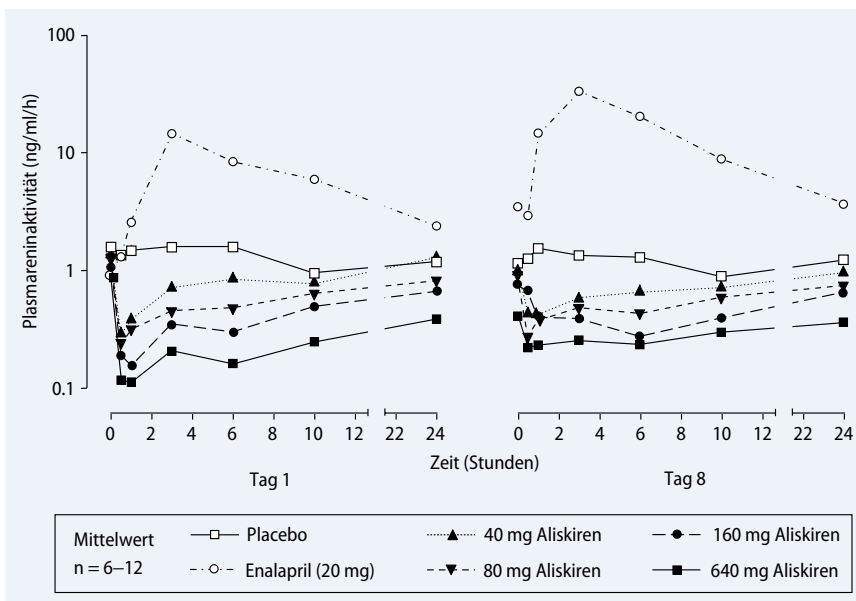 100
10
1
0.1
Plasmareninaktivität (ng/ml/h)
0 2 4 6 8 10 12 22 24
0 2 4 6 8 10 12 22 24
Zeit (Stunden)
Tag 1
Tag 8
Mittelwert
n = 6–12
Placebo
Enalapril (20 mg)
40 mg Aliskiren
80 mg Aliskiren
160 mg Aliskiren
640 mg Aliskiren